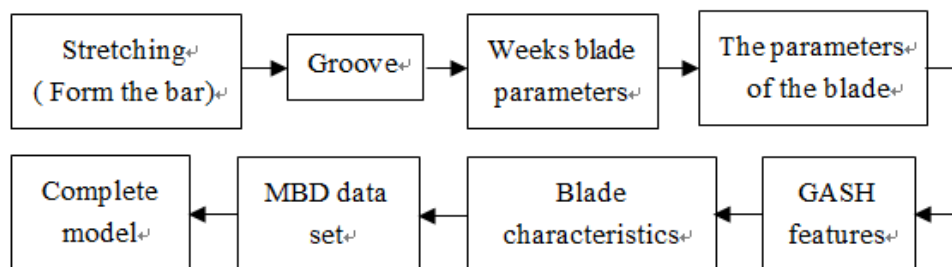 Stretching
( Form the bar)
Groove
Weeks blade
parameters
The parameters
of the blade
Complete
model
MBD data
set
Blade
characteristics
GASH
features